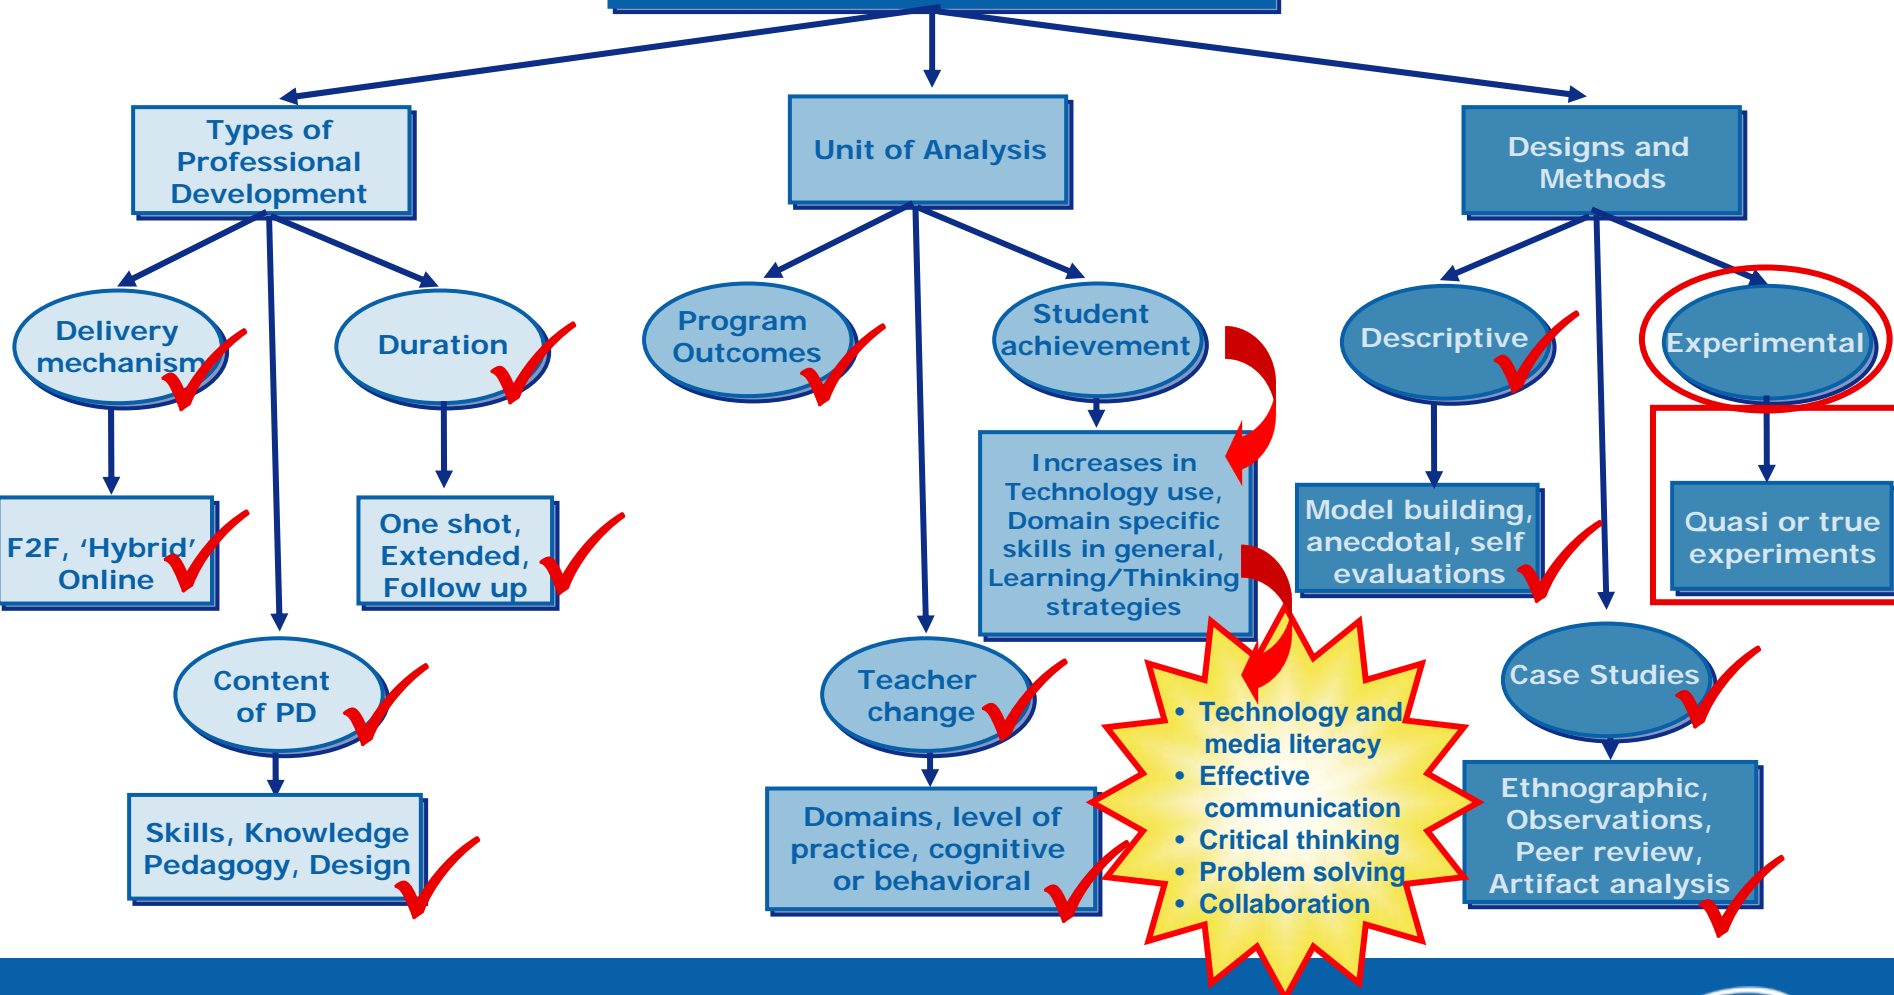 Types of
Professional
Development
Unit of Analysis
Designs and
Methods
Delivery
mechanism
Duration
Program
Outcomes
Student
achievement
Descriptive
Experimental
F2F, ‘Hybrid’
Online
One shot,
Extended,
Follow up
Increases in
Technology use,
Domain specific
skills in general,
Learning/Thinking
strategies
Model building,
anecdotal, self
evaluations
Quasi or true
experiments
Content
of PD
Teacher
change
Case Studies
Skills, Knowledge
Pedagogy, Design
Domains, level of
practice, cognitive
or behavioral
• Technology and
media literacy
• Effective
communication
• Critical thinking
• Problem solving
• Collaboration
Ethnographic,
Observations,
Peer review,
Artifact analysis